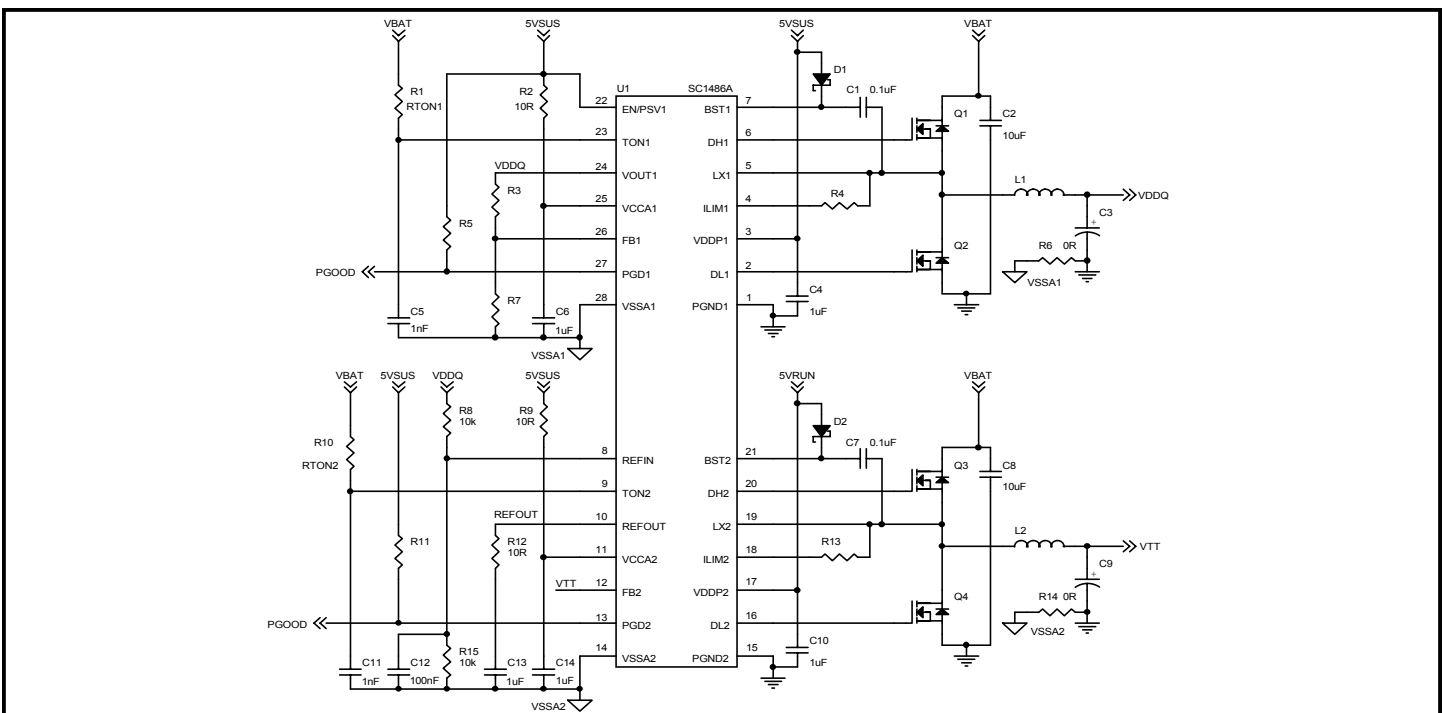 VBAT 5VSUS 5VSUS VBAT
D1
R1 R2 U1 SC1486A C1 0.1uF
RTON1 10R 22 EN/PSV1 BST1 7 Q1 C2
10uF
23 TON1 DH1 6
VDDQ 24 VOUT1 LX1 5
R3 R4 L1
25 VCCA1 ILIM1 4 VDDQ
C3
+
R5 26 FB1 VDDP1 3 Q2 R6 0R
PGOOD 27 PGD1 DL1 2
VSSA1
R7 C4
C5 C6 28 VSSA1 PGND1 1 1uF
1nF 1uF
VSSA1
VBAT 5VSUS VDDQ 5VSUS 5VRUN VBAT
R8 R9
10k 10R D2
R10 C7 0.1uF
RTON2 8 REFIN BST2 21 Q3 C8
10uF
9 TON2 DH2 20
REFOUT 10 REFOUT LX2 19
R11 R12 R13 L2
10R 11 VCCA2 ILIM2 18 VTT
C9
+
VTT 12 FB2 VDDP2 17 Q4 R14 0R
PGOOD 13 PGD2 DL2 16
VSSA2
R15 C10
C11 C12 10k C13 C14 14 VSSA2 PGND2 15 1uF
1nF 100nF 1uF 1uF
VSSA2